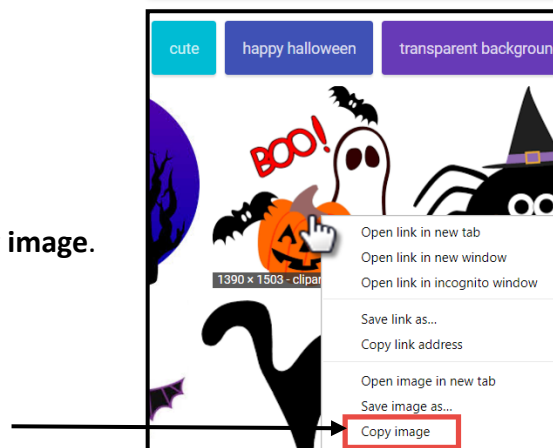 cute
happy halloween
transparent backgroun
BOO!
image.
1390 × 1503 - clipar
Open link in new tab
Open link in new window
Open link in incognito window
Save link as...
Copy link address
Open image in new tab
Save image as...
Copy image